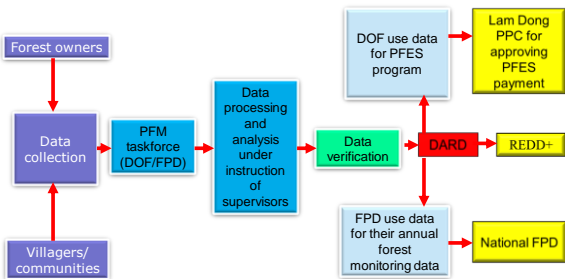 Forest owners
Data
collection
Villagers/
communities
PFM
taskforce
(DOF/FPD)
Data
processing
and
analysis
under
instruction
of
supervisors
Data
verification
DARD
DOF use data
for PFES
program
Lam Dong
PPC for
approving
PFES
payment
REDD+
FPD use data
for their annual
forest
monitoring data
National FPD